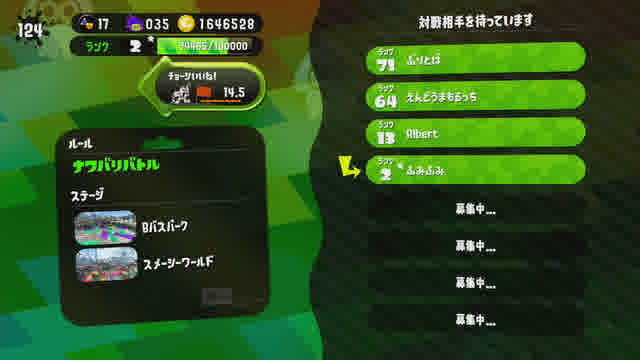 124
17
035
1646528
ランク 2
チョーシいいね!
14.5
ルール
ナワバリバトル
ステージ
Bバスパーク
スメーシーワールド
対戦相手を待っています
ランク 71 ぷりとぱ
ランク 64 えんどうまもるっち
ランク 13 Albert
ランク 2 ふみふみ
募集中...
募集中...
募集中...
募集中...